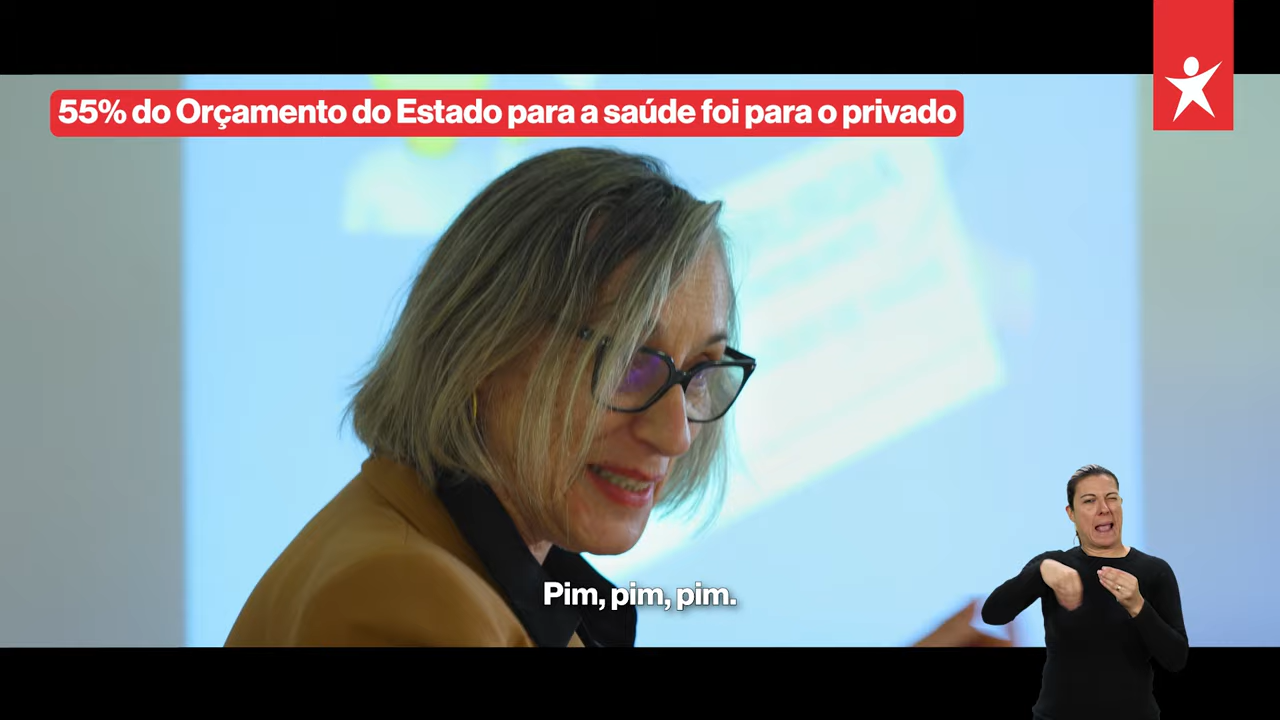 55% do Orçamento do Estado para a saúde foi para o privado
Pim, pim, pim.